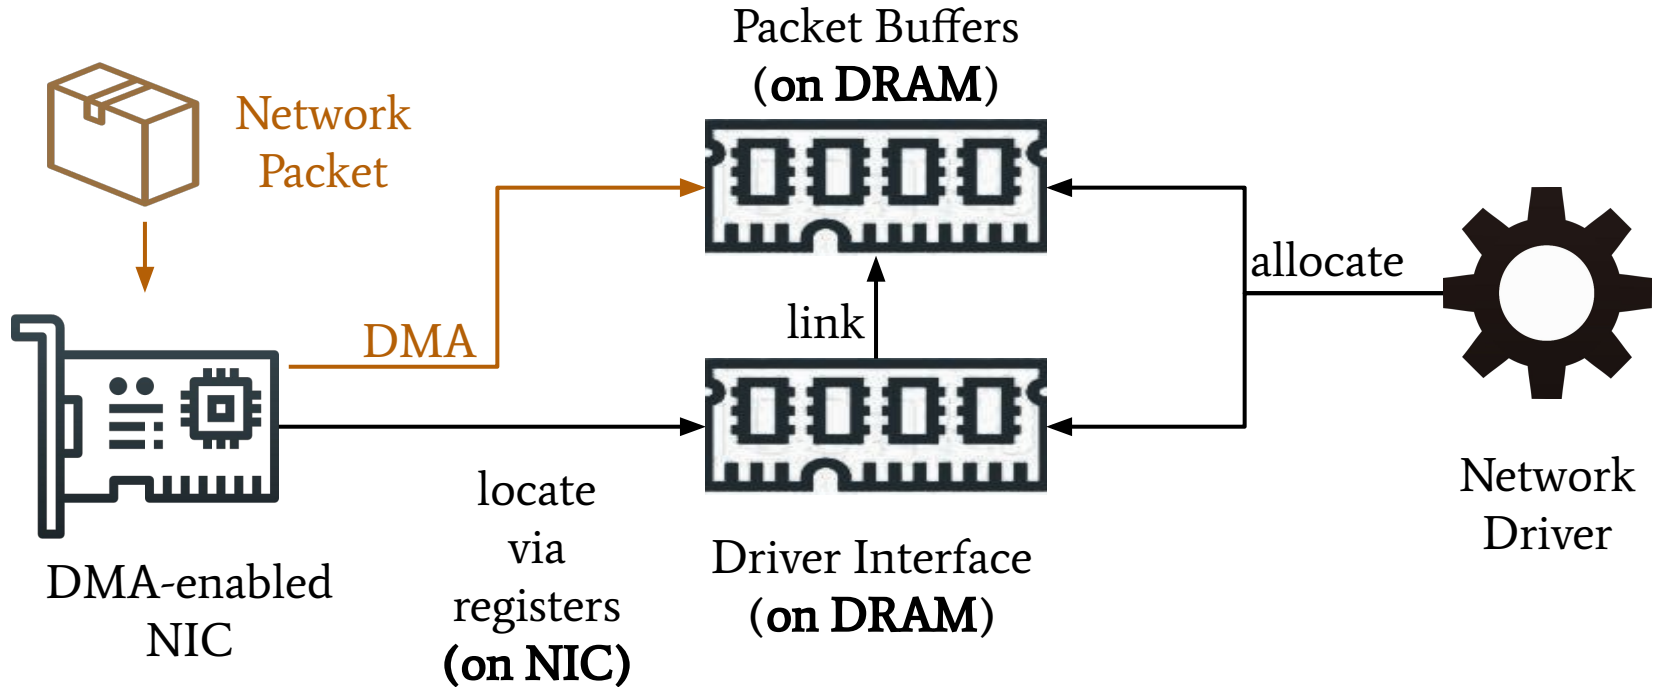 Packet Buffers
(on DRAM)
Network
Packet
allocate
link
DMA
locate
via
registers
(on NIC)
Driver Interface
(on DRAM)
Network
Driver
DMA-enabled
NIC